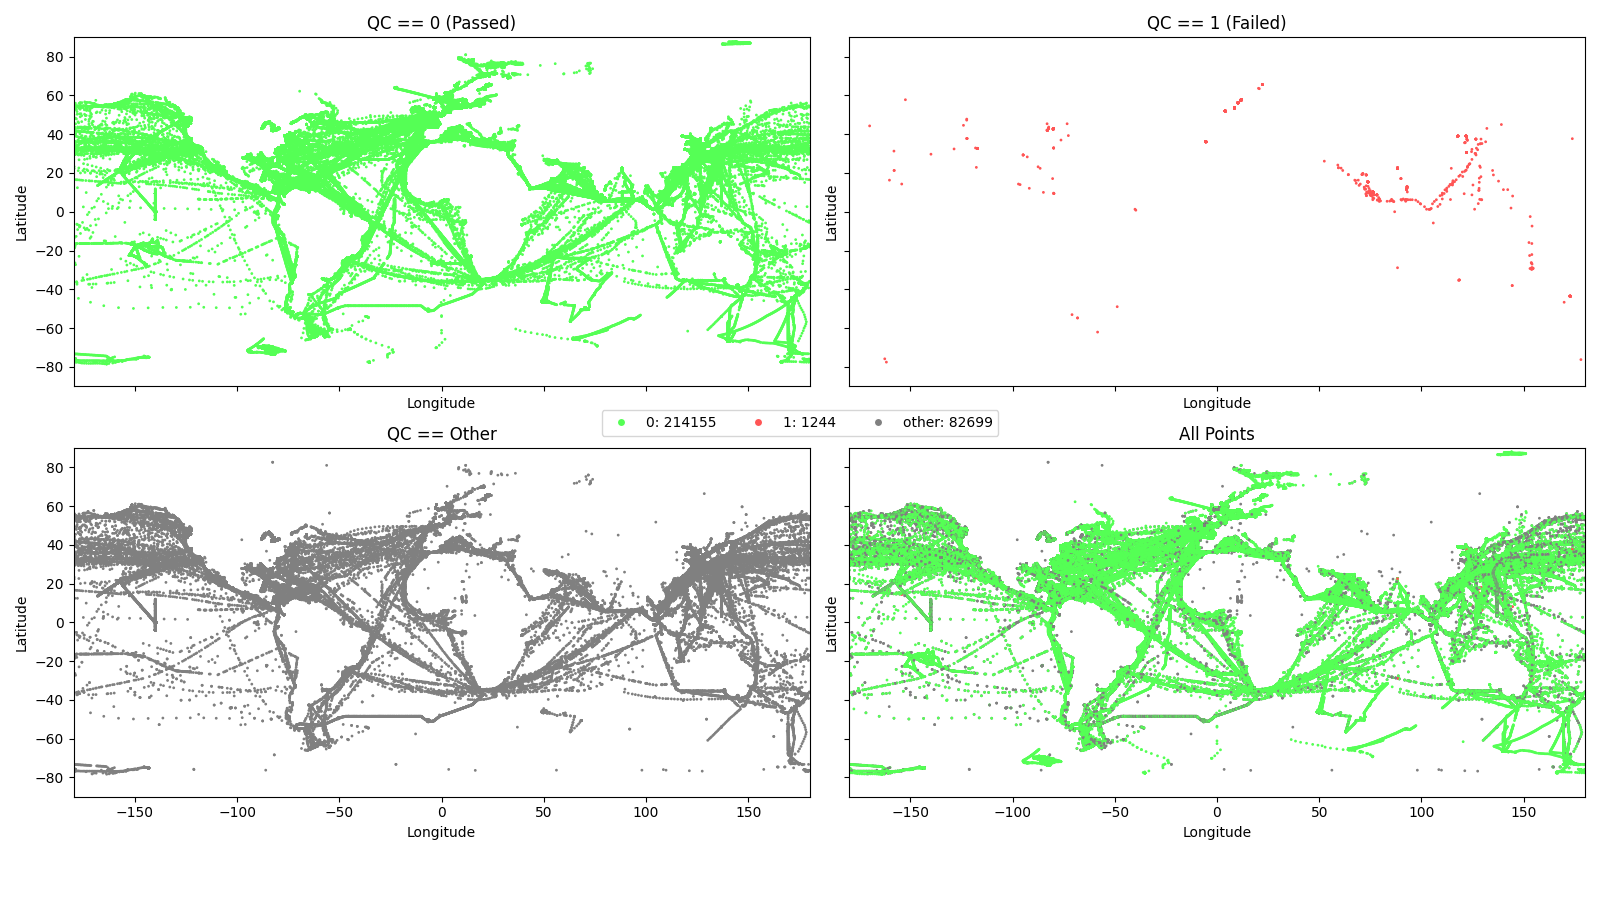 QC == 0 (Passed)
QC == 1 (Failed)
80
60
40
20
0
−20
−40
−60
−80
Latitude
Latitude
Longitude
Longitude
0: 214155 1: 1244 other: 82699
QC == Other
All Points
80
60
40
20
0
−20
−40
−60
−80
Latitude
Latitude
−150 −100 −50 0 50 100 150
−150 −100 −50 0 50 100 150
Longitude
Longitude